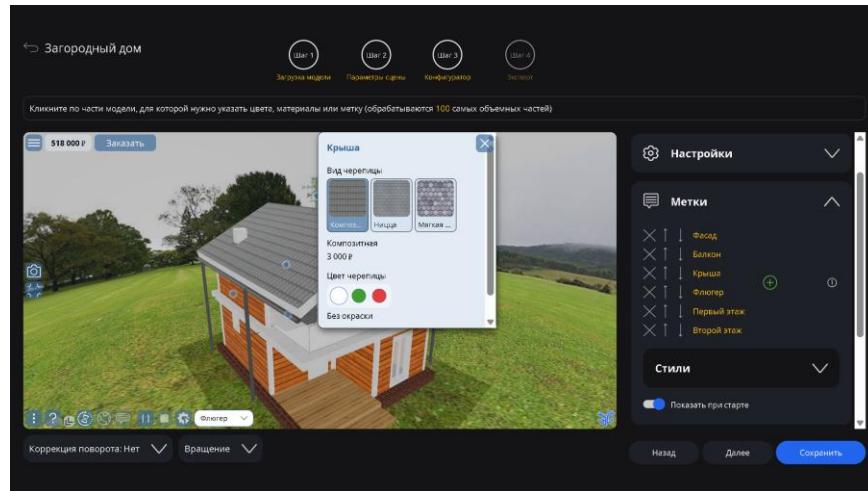 Загородный дом
Шаг 1
Шаг 2
Шаг 3
Шаг 4
Загрузка модели
Параметры сцены
Конфигуратор
Экспорт
Кликните по части модели, для которой нужно указать цвета, материалы или метку (обрабатываются 100 самых объемных частей)
518 000 ₽
Заказать
Крыша
Вид черепицы
Композ...
Ницца
Мягкая ...
Композитная
3 000 ₽
Цвет черепицы
Без окраски
Флюгер
Настройки
Метки
Фасад
Балкон
Крыша
Флюгер
Первый этаж
Второй этаж
Стили
Показать при старте
Коррекция поворота: Нет
Вращение
Назад
Далее
Сохранить